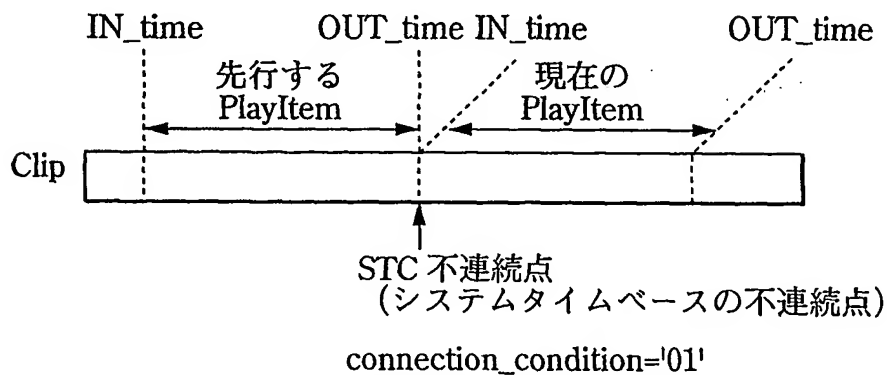 IN_time OUT_time IN_time OUT_time
先行する 現在の
PlayItem PlayItem
Clip
STC 不連続点
(システムタイムベースの不連続点)
connection_condition='01'